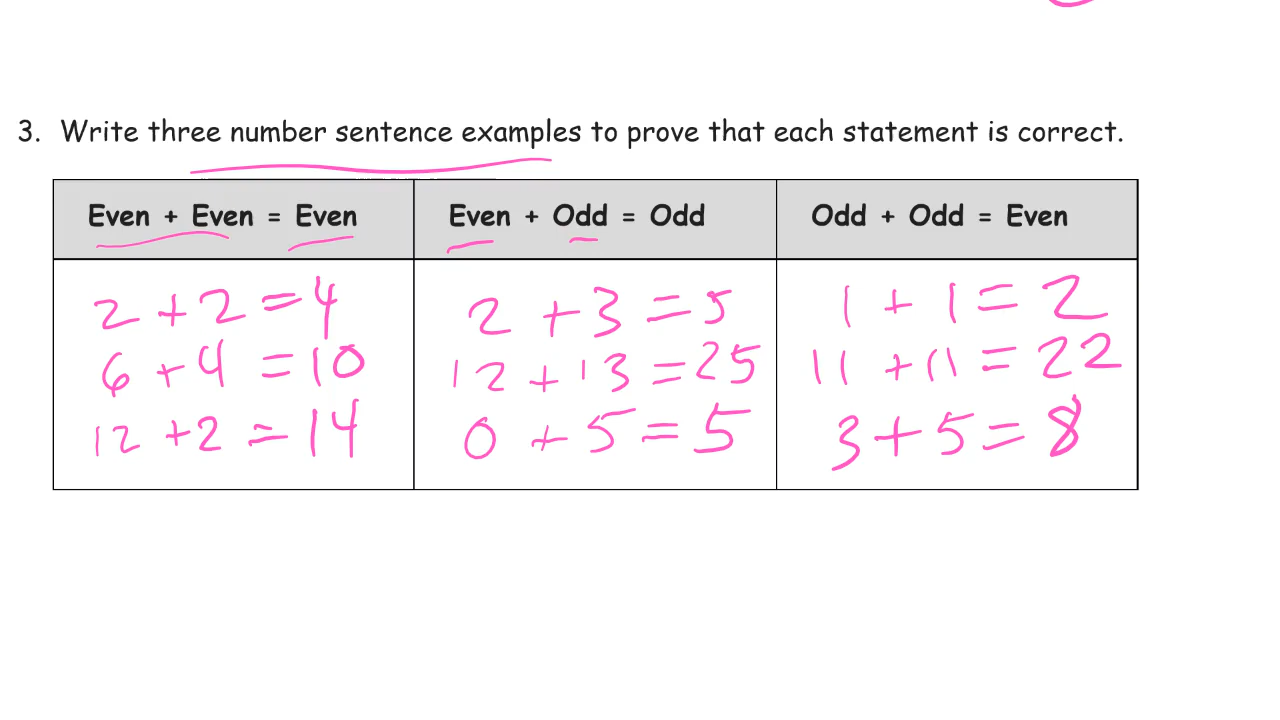 3. Write three number sentence examples to prove that each statement is correct.
Even + Even = Even
Even + Odd = Odd
Odd + Odd = Even
2 + 2 = 4
2 + 3 = 5
1 + 1 = 2
6 + 4 = 10
12 + 13 = 25
11 + 11 = 22
12 + 2 = 14
0 + 5 = 5
3 + 5 = 8